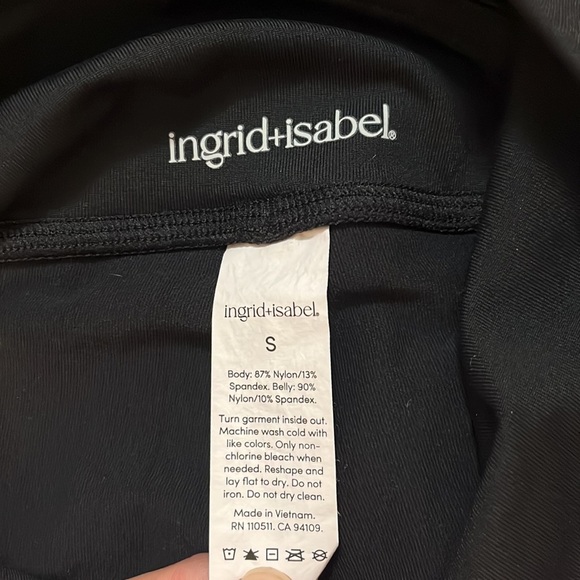 ingrid+isabel®
ingrid+isabel®
S
Body: 87% Nylon/13%
Spandex. Belly: 90%
Nylon/10% Spandex.
Turn garment inside out.
Machine wash cold with
like colors. Only non-
chlorine bleach when
needed. Reshape and
lay flat to dry. Do not
iron. Do not dry clean.
Made in Vietnam.
RN 110511. CA 94109.